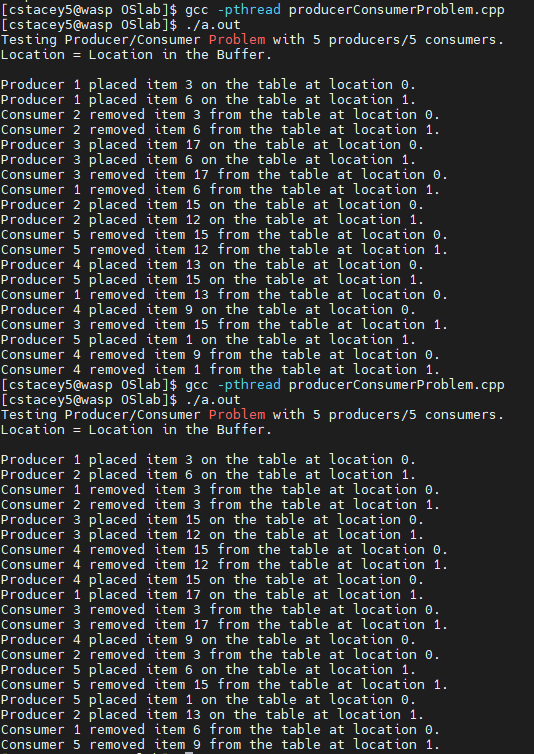 [cstacey5@wasp OSlab]$ gcc -pthread producerConsumerProblem.cpp
[cstacey5@wasp OSlab]$ ./a.out
Testing Producer/Consumer Problem with 5 producers/5 consumers.
Location = Location in the Buffer.
Producer 1 placed item 3 on the table at location 0.
Producer 1 placed item 6 on the table at location 1.
Consumer 2 removed item 3 from the table at location 0.
Consumer 2 removed item 6 from the table at location 1.
Producer 3 placed item 17 on the table at location 0.
Producer 3 placed item 6 on the table at location 1.
Consumer 3 removed item 17 from the table at location 0.
Consumer 1 removed item 6 from the table at location 1.
Producer 2 placed item 15 on the table at location 0.
Producer 2 placed item 12 on the table at location 1.
Consumer 5 removed item 15 from the table at location 0.
Consumer 5 removed item 12 from the table at location 1.
Producer 4 placed item 13 on the table at location 0.
Producer 5 placed item 15 on the table at location 1.
Consumer 1 removed item 13 from the table at location 0.
Producer 4 placed item 9 on the table at location 0.
Consumer 3 removed item 15 from the table at location 1.
Producer 5 placed item 1 on the table at location 1.
Consumer 4 removed item 9 from the table at location 0.
Consumer 4 removed item 1 from the table at location 1.
[cstacey5@wasp OSlab]$ gcc -pthread producerConsumerProblem.cpp
[cstacey5@wasp OSlab]$ ./a.out
Testing Producer/Consumer Problem with 5 producers/5 consumers.
Location = Location in the Buffer.
Producer 1 placed item 3 on the table at location 0.
Producer 2 placed item 6 on the table at location 1.
Consumer 1 removed item 3 from the table at location 0.
Consumer 2 removed item 3 from the table at location 1.
Producer 3 placed item 15 on the table at location 0.
Producer 3 placed item 12 on the table at location 1.
Consumer 4 removed item 15 from the table at location 0.
Consumer 4 removed item 12 from the table at location 1.
Producer 4 placed item 15 on the table at location 0.
Producer 1 placed item 17 on the table at location 1.
Consumer 3 removed item 3 from the table at location 0.
Consumer 3 removed item 17 from the table at location 1.
Producer 4 placed item 9 on the table at location 0.
Consumer 2 removed item 3 from the table at location 0.
Producer 5 placed item 6 on the table at location 1.
Consumer 5 removed item 15 from the table at location 1.
Producer 5 placed item 1 on the table at location 0.
Producer 2 placed item 13 on the table at location 1.
Consumer 1 removed item 6 from the table at location 0.
Consumer 5 removed item 9 from the table at location 1.